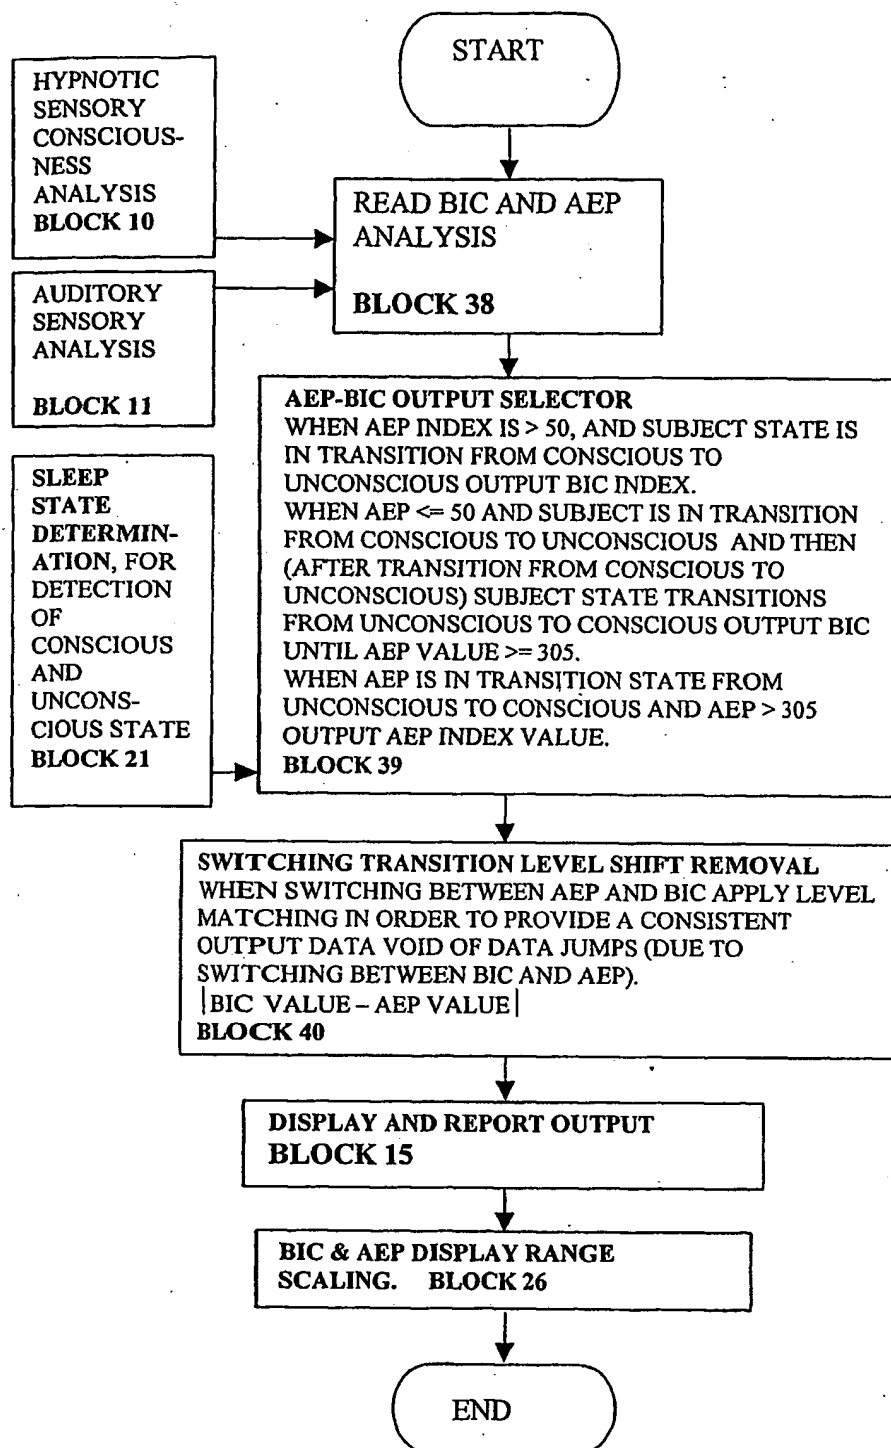 START
HYPNOTIC
SENSORY
CONSCIOUS-
NESS
ANALYSIS
BLOCK 10
READ BIC AND AEP
ANALYSIS
BLOCK 38
AUDITORY
SENSORY
ANALYSIS
BLOCK 11
AEP-BIC OUTPUT SELECTOR
WHEN AEP INDEX IS > 50, AND SUBJECT STATE IS
IN TRANSITION FROM CONSCIOUS TO
UNCONSCIOUS OUTPUT BIC INDEX.
WHEN AEP <= 50 AND SUBJECT IS IN TRANSITION
FROM CONSCIOUS TO UNCONSCIOUS AND THEN
(AFTER TRANSITION FROM CONSCIOUS TO
UNCONSCIOUS) SUBJECT STATE TRANSITIONS
FROM UNCONSCIOUS TO CONSCIOUS OUTPUT BIC
UNTIL AEP VALUE >= 305.
WHEN AEP IS IN TRANSITION STATE FROM
UNCONSCIOUS TO CONSCIOUS AND AEP > 305
OUTPUT AEP INDEX VALUE.
BLOCK 39
SLEEP
STATE
DETERMIN-
ATION, FOR
DETECTION
OF
CONSCIOUS
AND
UNCONS-
CIOUS STATE
BLOCK 21
SWITCHING TRANSITION LEVEL SHIFT REMOVAL
WHEN SWITCHING BETWEEN AEP AND BIC APPLY LEVEL
MATCHING IN ORDER TO PROVIDE A CONSISTENT
OUTPUT DATA VOID OF DATA JUMPS (DUE TO
SWITCHING BETWEEN BIC AND AEP).
|BIC VALUE – AEP VALUE|
BLOCK 40
DISPLAY AND REPORT OUTPUT
BLOCK 15
BIC & AEP DISPLAY RANGE
SCALING. BLOCK 26
END